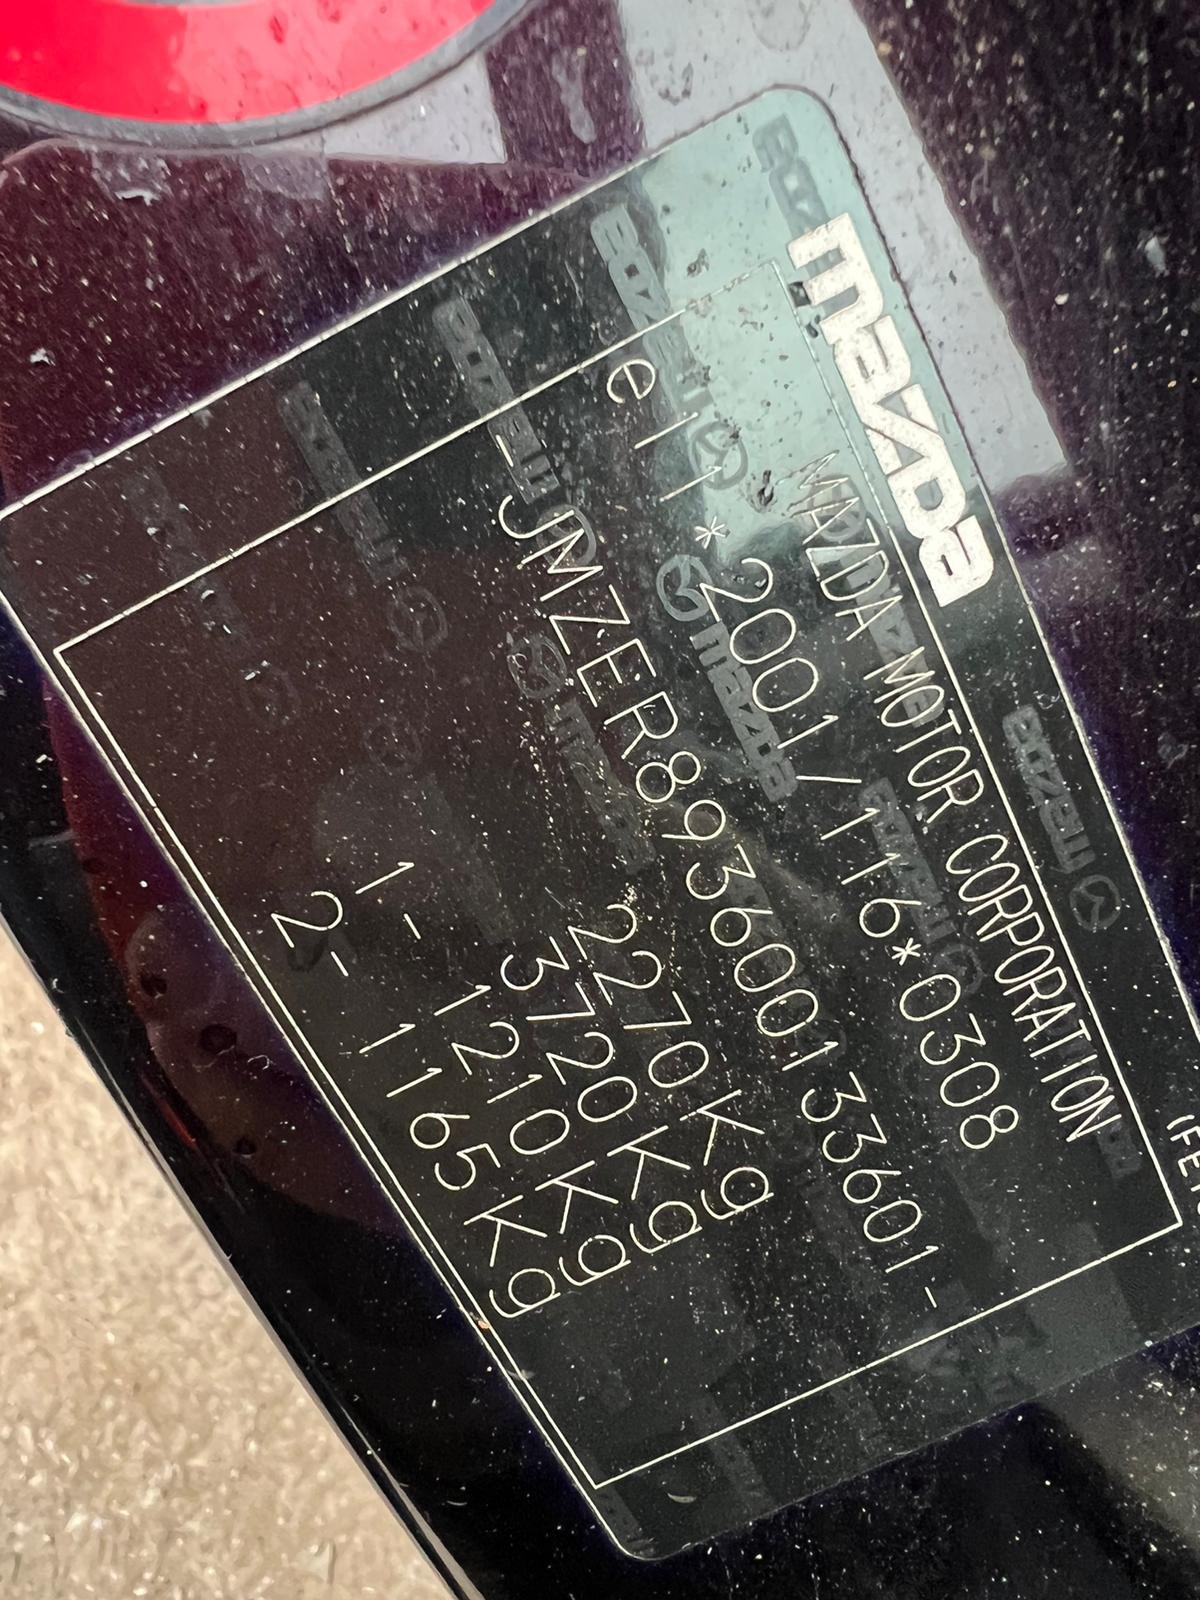 mazda
MAZDA MOTOR CORPORATION
e11*2001/116*0308
-JMZER893600133601-
2270Kg
3720Kg
1- 1210Kg
2- 1165Kg